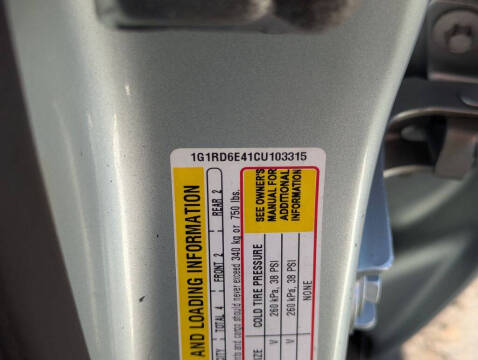 1G1RD6E41CU103315
AND LOADING INFORMATION
TOTAL 4 FRONT 2 REAR 2
and cargo should never exceed 340 kg or 750 lbs.
COLD TIRE PRESSURE
260 kPa, 38 PSI
260 kPa, 38 PSI
NONE
SEE OWNER'S
MANUAL FOR
ADDITIONAL
INFORMATION